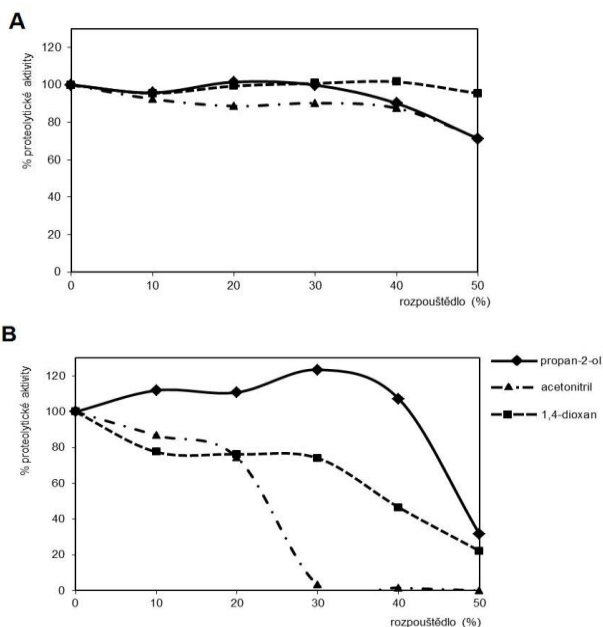 A
% proteolytické aktivity
120
100
80
60
40
20
0
0 10 20 30 40 50
rozpouštědlo (%)
B
% proteolytické aktivity
120
100
80
60
40
20
0
0 10 20 30 40 50
rozpouštědlo (%)
propan-2-ol
acetonitril
1,4-dioxan